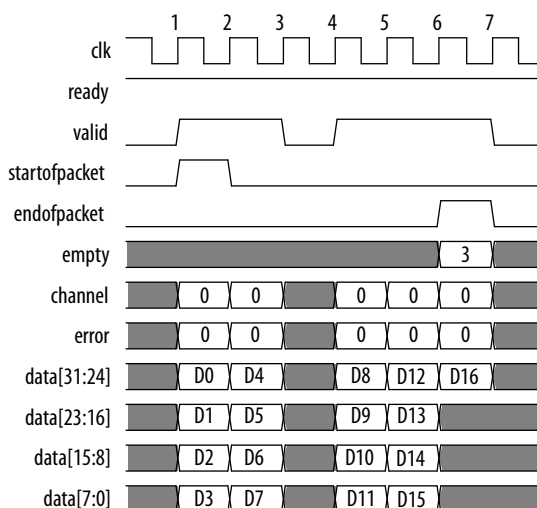 1 2 3 4 5 6 7
clk
ready
valid
startofpacket
endofpacket
empty 3
channel 0 0 0 0 0
error 0 0 0 0 0
data[31:24] D0 D4 D8 D12 D16
data[23:16] D1 D5 D9 D13
data[15:8] D2 D6 D10 D14
data[7:0] D3 D7 D11 D15